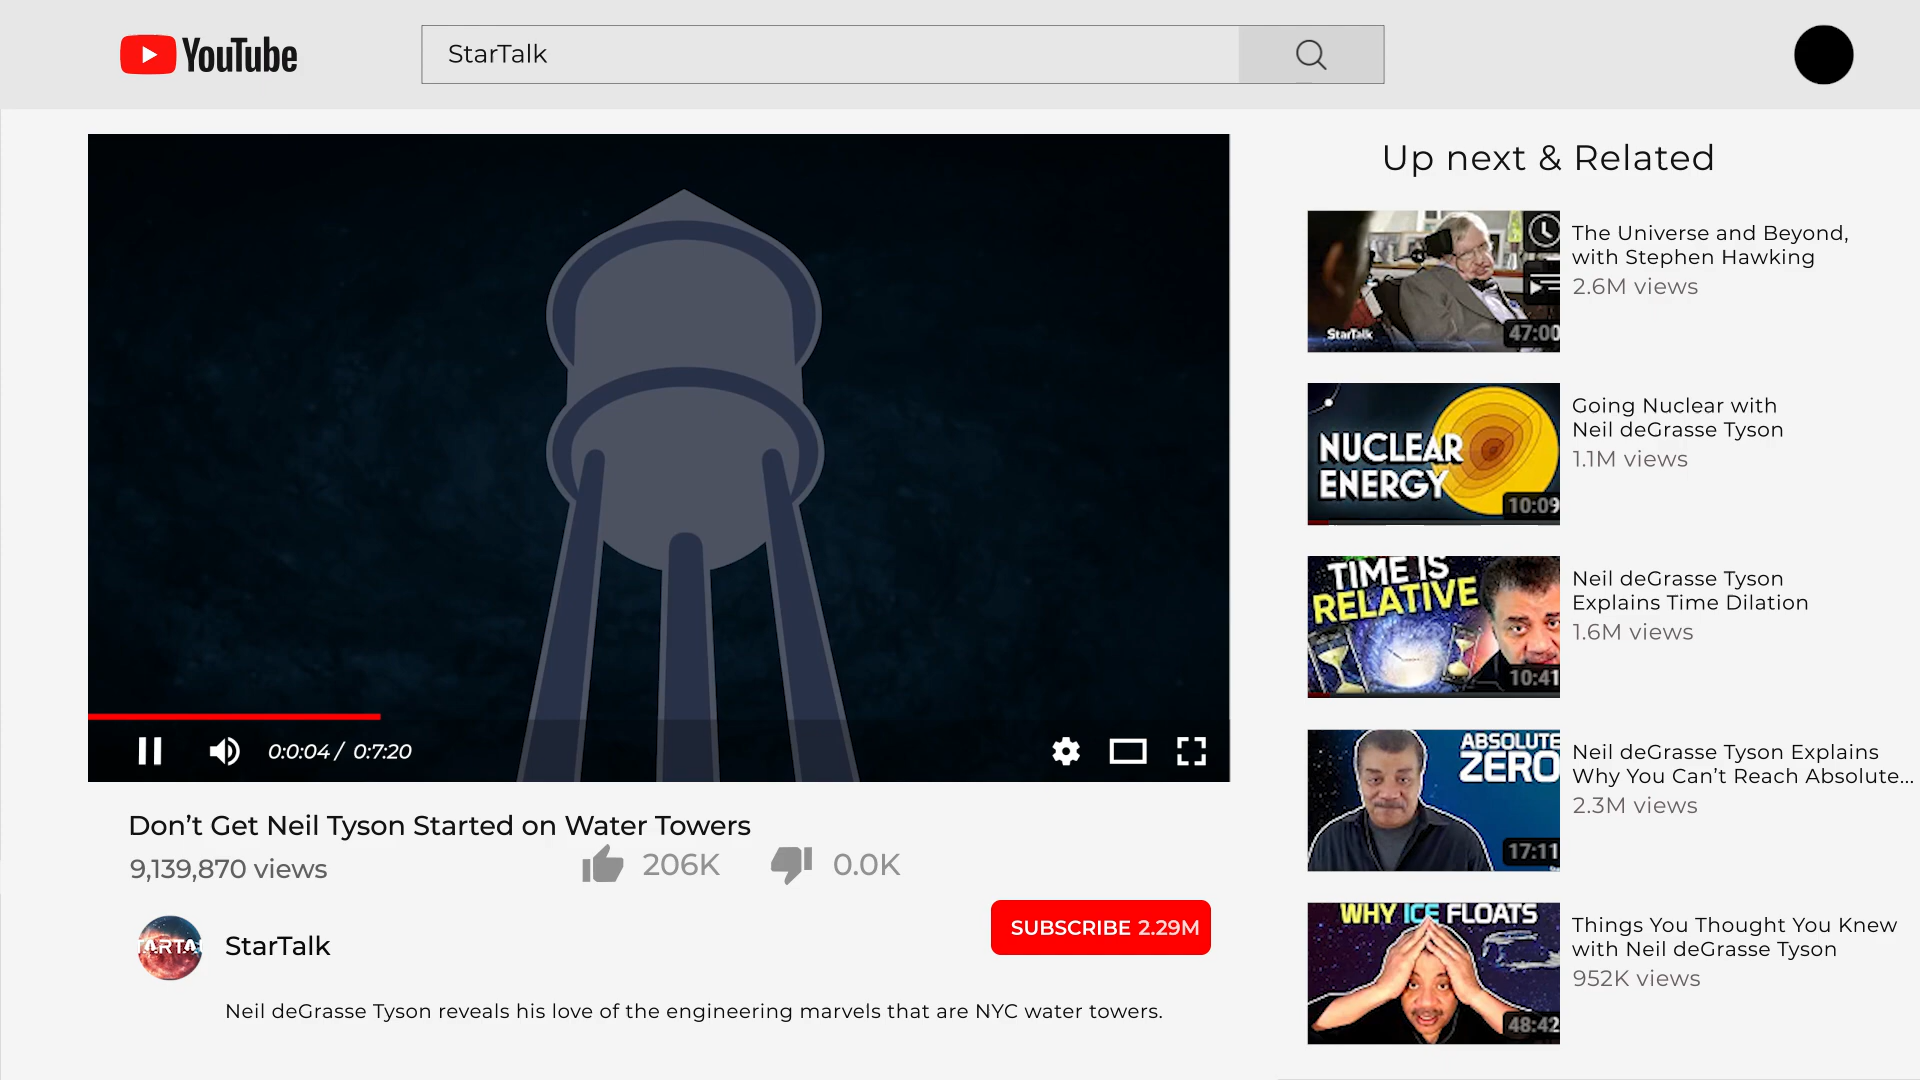 YouTube
StarTalk
Up next & Related
0:0:04 / 0:7:20
Don’t Get Neil Tyson Started on Water Towers
9,139,870 views
206K
0.0K
TARTA
StarTalk
SUBSCRIBE 2.29M
Neil deGrasse Tyson reveals his love of the engineering marvels that are NYC water towers.
StarTalk
47:00
The Universe and Beyond,
with Stephen Hawking
2.6M views
NUCLEAR
ENERGY
10:09
Going Nuclear with
Neil deGrasse Tyson
1.1M views
TIME IS
RELATIVE
10:41
Neil deGrasse Tyson
Explains Time Dilation
1.6M views
ABSOLUTE
ZERO
17:11
Neil deGrasse Tyson Explains
Why You Can’t Reach Absolute...
2.3M views
WHY ICE FLOATS
48:42
Things You Thought You Knew
with Neil deGrasse Tyson
952K views